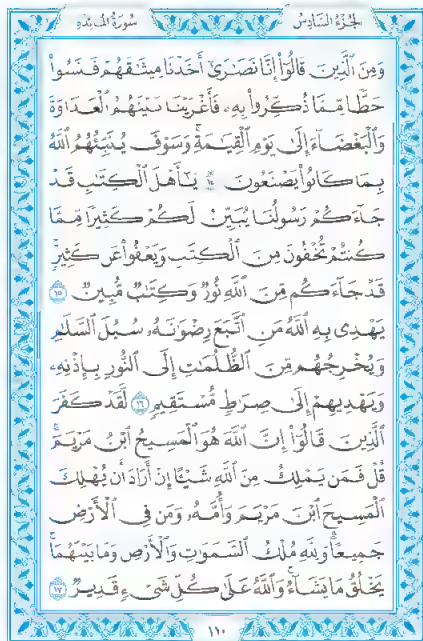 الجزء السادس
سورة المائدة
وَمِنَ ٱلَّذِينَ قَالُوٓا۟ إِنَّا نَصَـٰرَىٰٓ أَخَذْنَا مِيثَـٰقَهُمْ فَنَسُوا۟
حَظًّا مِّمَّا ذُكِّرُوا۟ بِهِۦ فَأَغْرَيْنَا بَيْنَهُمُ ٱلْعَدَاوَةَ
وَٱلْبَغْضَآءَ إِلَىٰ يَوْمِ ٱلْقِيَـٰمَةِ ۚ وَسَوْفَ يُنَبِّئُهُمُ ٱللَّهُ
بِمَا كَانُوا۟ يَصْنَعُونَ ١٤ يَـٰٓأَهْلَ ٱلْكِتَـٰبِ قَدْ
جَآءَكُمْ رَسُولُنَا يُبَيِّنُ لَكُمْ كَثِيرًا مِّمَّا
كُنتُمْ تُخْفُونَ مِنَ ٱلْكِتَـٰبِ وَيَعْفُوا۟ عَن كَثِيرٍ ۚ
قَدْ جَآءَكُم مِّنَ ٱللَّهِ نُورٌ وَكِتَـٰبٌ مُّبِينٌ ١٥
يَهْدِى بِهِ ٱللَّهُ مَنِ ٱتَّبَعَ رِضْوَٰنَهُۥ سُبُلَ ٱلسَّلَـٰمِ
وَيُخْرِجُهُم مِّنَ ٱلظُّلُمَـٰتِ إِلَى ٱلنُّورِ بِإِذْنِهِۦ
وَيَهْدِيهِمْ إِلَىٰ صِرَٰطٍ مُّسْتَقِيمٍ ١٦ لَّقَدْ كَفَرَ
ٱلَّذِينَ قَالُوٓا۟ إِنَّ ٱللَّهَ هُوَ ٱلْمَسِيحُ ٱبْنُ مَرْيَمَ ۚ
قُلْ فَمَن يَمْلِكُ مِنَ ٱللَّهِ شَيْـًٔا إِنْ أَرَادَ أَن يُهْلِكَ
ٱلْمَسِيحَ ٱبْنَ مَرْيَمَ وَأُمَّهُۥ وَمَن فِى ٱلْأَرْضِ
جَمِيعًا ۗ وَلِلَّهِ مُلْكُ ٱلسَّمَـٰوَٰتِ وَٱلْأَرْضِ وَمَا بَيْنَهُمَا ۚ
يَخْلُقُ مَا يَشَآءُ ۚ وَٱللَّهُ عَلَىٰ كُلِّ شَىْءٍ قَدِيرٌ ١٧
١١٠